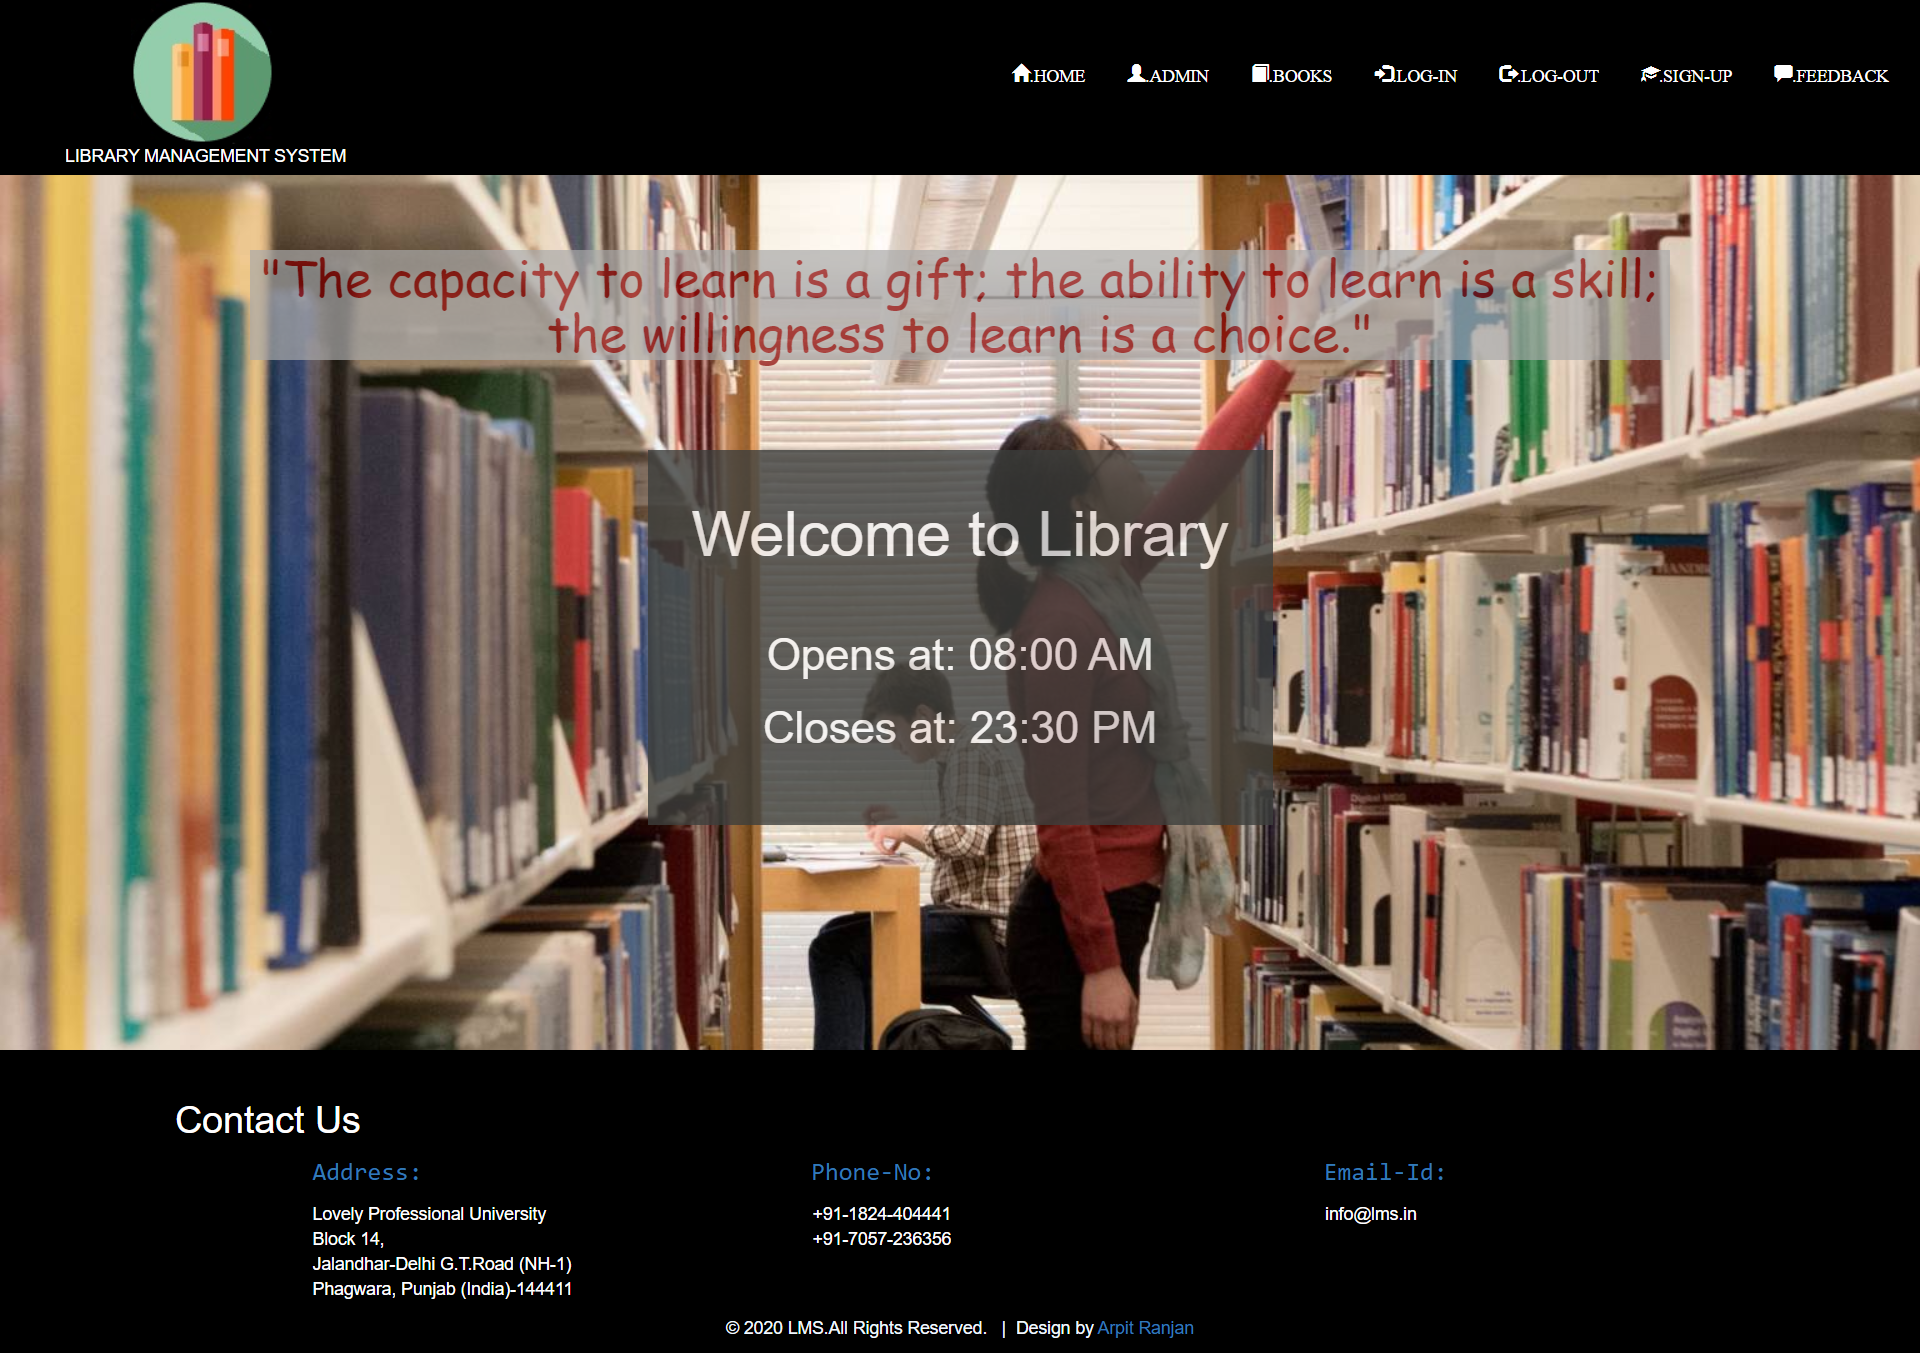 .HOME .ADMIN .BOOKS .LOG-IN .LOG-OUT .SIGN-UP .FEEDBACK
LIBRARY MANAGEMENT SYSTEM
"The capacity to learn is a gift; the ability to learn is a skill;
the willingness to learn is a choice."
Welcome to Library
Opens at: 08:00 AM
Closes at: 23:30 PM
Contact Us
Address:
Lovely Professional University
Block 14,
Jalandhar-Delhi G.T.Road (NH-1)
Phagwara, Punjab (India)-144411
Phone-No:
+91-1824-404441
+91-7057-236356
Email-Id:
info@lms.in
© 2020 LMS.All Rights Reserved. | Design by Arpit Ranjan